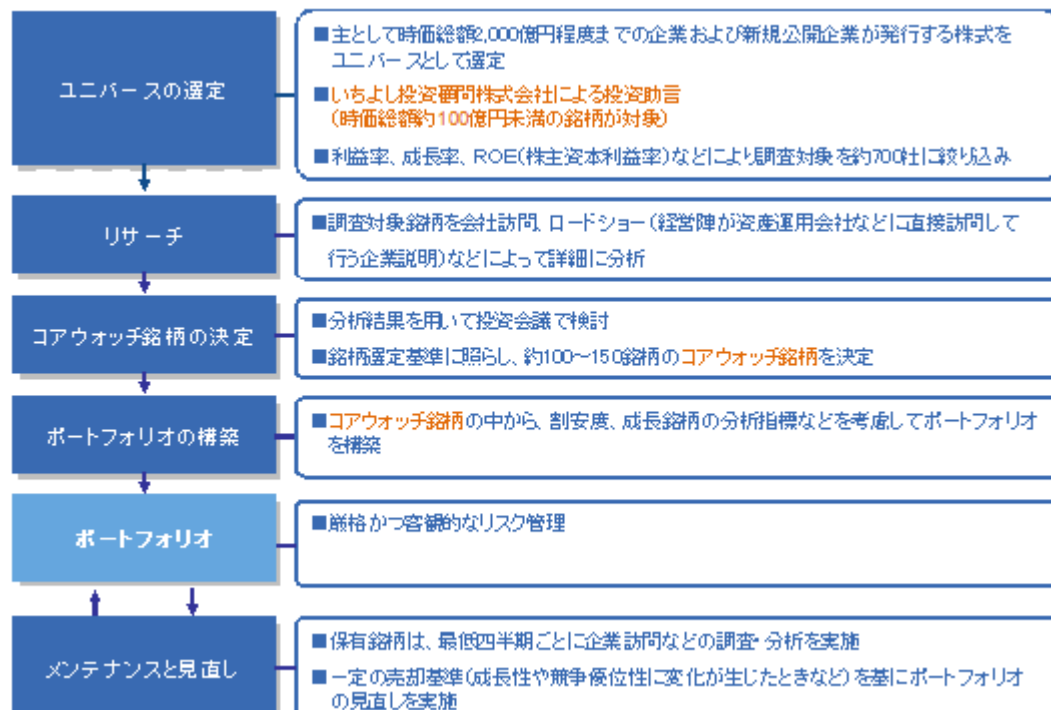 ユニバースの選定
■主として時価総額2,000億円程度までの企業および新規公開企業が発行する株式を
ユニバースとして選定
■いちよし投資顧問株式会社による投資助言
(時価総額約100億円未満の銘柄が対象)
■利益率、成長率、ROE(株主資本利益率)などにより調査対象を約700社に絞り込み
リサーチ
■調査対象銘柄を会社訪問、ロードショー(経営陣が資産運用会社などに直接訪問して
行う企業説明)などによって詳細に分析
コアウォッチ銘柄の決定
■分析結果を用いて投資会議で検討
■銘柄選定基準に照らし、約100~150銘柄のコアウォッチ銘柄を決定
ポートフォリオの構築
■コアウォッチ銘柄の中から、割安度、成長銘柄の分析指標などを考慮してポートフォリオ
を構築
ポートフォリオ
■厳格かつ客観的なリスク管理
メンテナンスと見直し
■保有銘柄は、最低四半期ごとに企業訪問などの調査・分析を実施
■一定の売却基準(成長性や競争優位性に変化が生じたときなど)を基にポートフォリオ
の見直しを実施